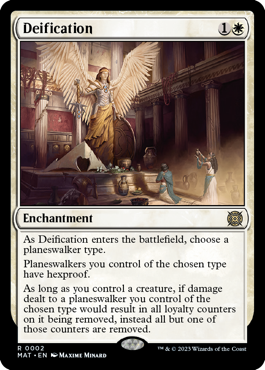 Deification 1
Enchantment
As Deification enters the battlefield, choose a
planeswalker type.
Planeswalkers you control of the chosen type
have hexproof.
As long as you control a creature, if damage
dealt to a planeswalker you control of the
chosen type would result in all loyalty counters
on it being removed, instead all but one of
those counters are removed.
R 0002
MAT • EN Maxime Minard
™ & © 2023 Wizards of the Coast